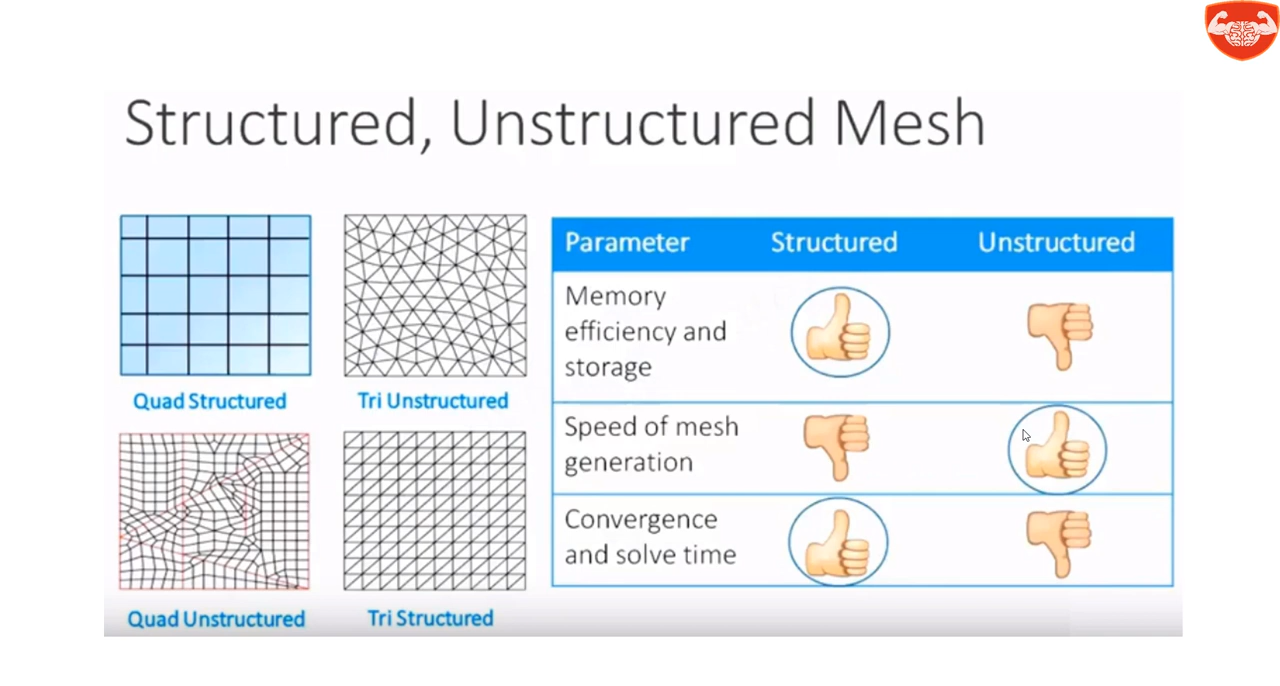 Structured, Unstructured Mesh
Quad Structured
Tri Unstructured
Quad Unstructured
Tri Structured
Parameter Structured Unstructured
Memory
efficiency and
storage
Speed of mesh
generation
Convergence
and solve time